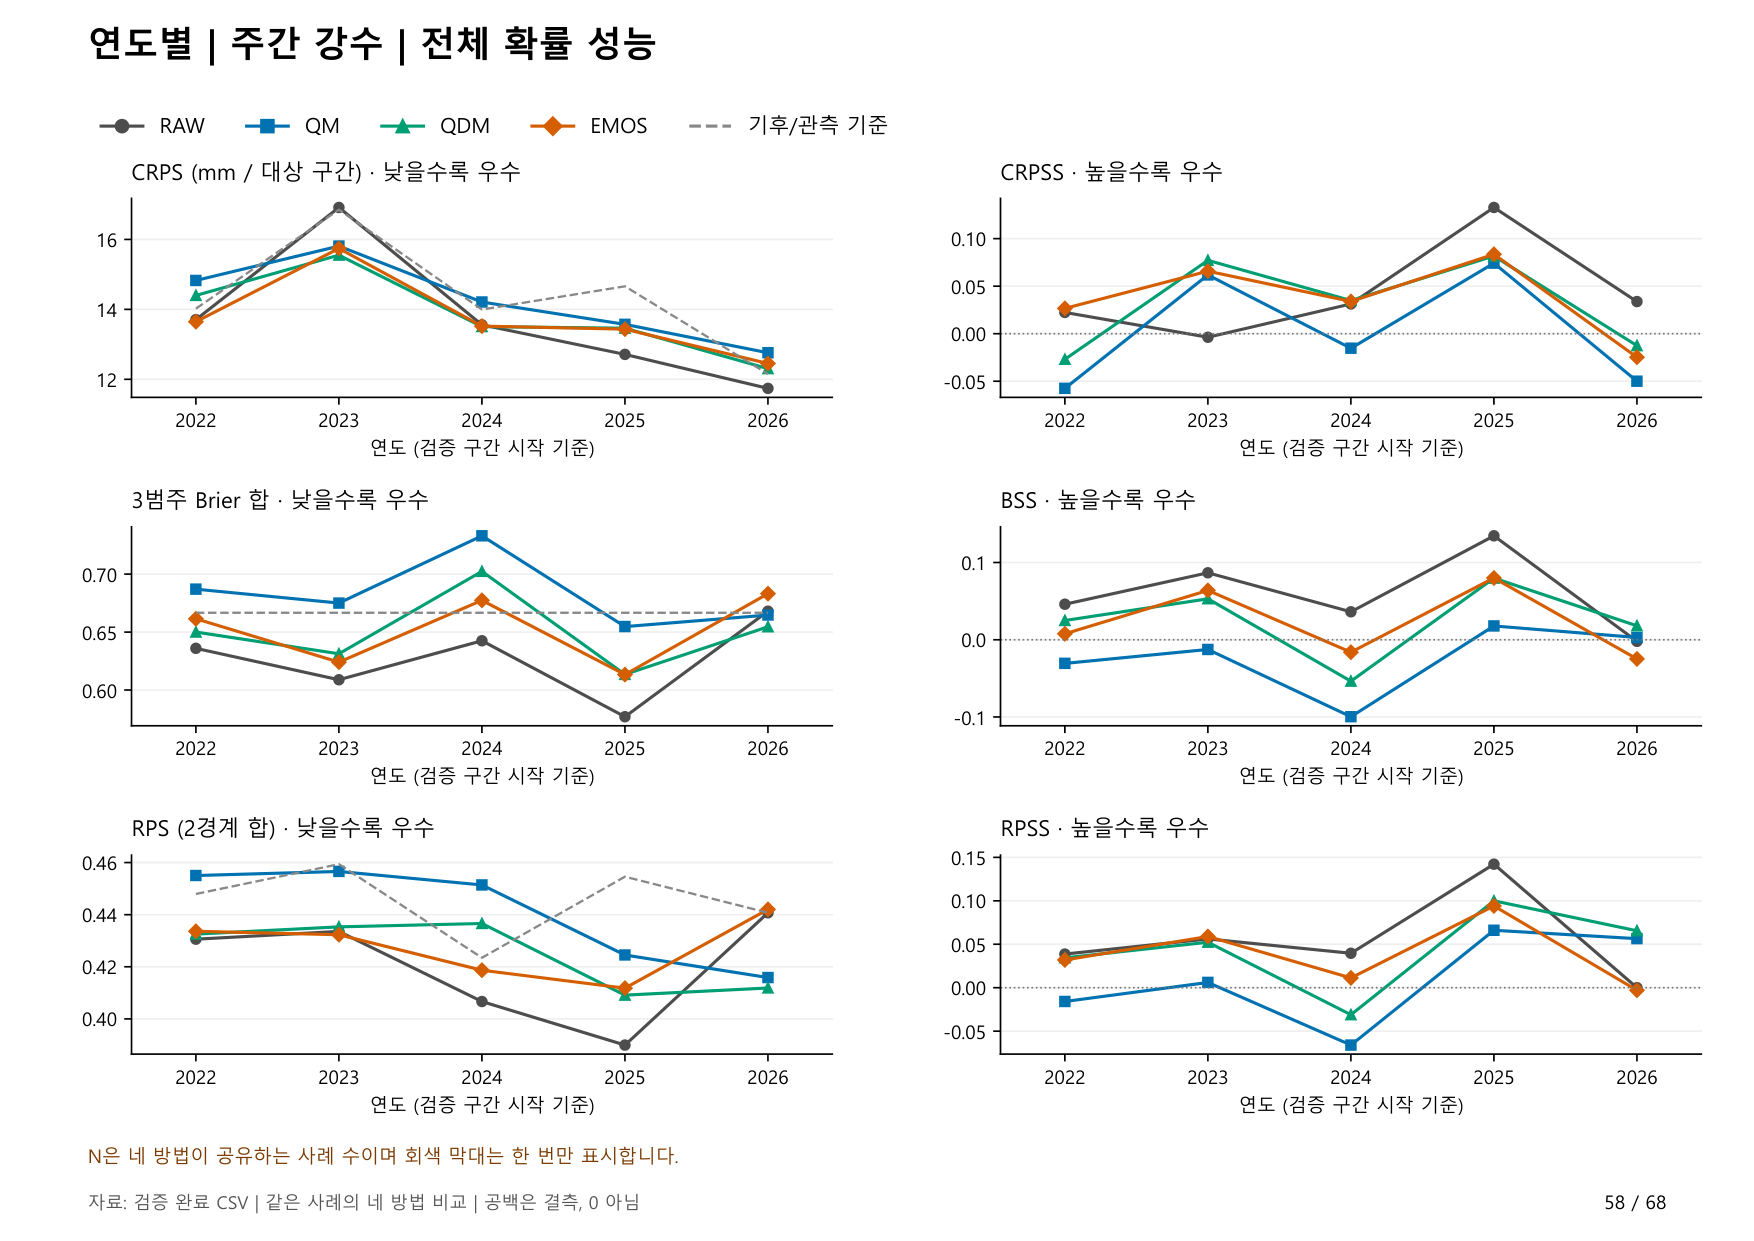 연도별 | 주간 강수 | 전체 확률 성능
RAW QM QDM EMOS 기후/관측 기준
CRPS (mm / 대상 구간) · 낮을수록 우수
16
14
12
2022 2023 2024 2025 2026
연도 (검증 구간 시작 기준)
CRPSS · 높을수록 우수
0.10
0.05
0.00
-0.05
2022 2023 2024 2025 2026
연도 (검증 구간 시작 기준)
3범주 Brier 합 · 낮을수록 우수
0.70
0.65
0.60
2022 2023 2024 2025 2026
연도 (검증 구간 시작 기준)
BSS · 높을수록 우수
0.1
0.0
-0.1
2022 2023 2024 2025 2026
연도 (검증 구간 시작 기준)
RPS (2경계 합) · 낮을수록 우수
0.46
0.44
0.42
0.40
2022 2023 2024 2025 2026
연도 (검증 구간 시작 기준)
RPSS · 높을수록 우수
0.15
0.10
0.05
0.00
-0.05
2022 2023 2024 2025 2026
연도 (검증 구간 시작 기준)
N은 네 방법이 공유하는 사례 수이며 회색 막대는 한 번만 표시합니다.
자료: 검증 완료 CSV | 같은 사례의 네 방법 비교 | 공백은 결측, 0 아님
58 / 68